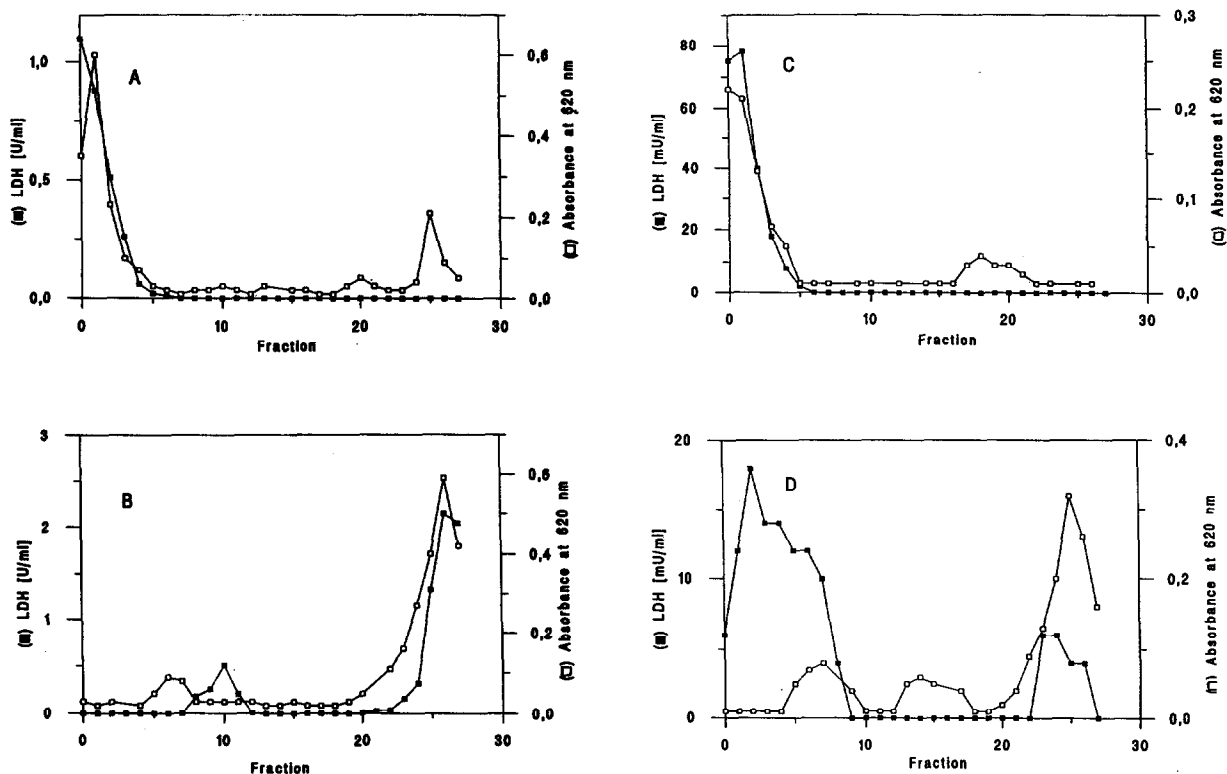 A
(■) LDH [U/ml]
1,0
0,5
0,0
(□) Absorbance at 620 nm
0,6
0,4
0,2
0,0
0 10 20 30
Fraction
C
(■) LDH [mU/ml]
80
60
40
20
0
(□) Absorbance at 620 nm
0,3
0,2
0,1
0,0
0 10 20 30
Fraction
B
(■) LDH [U/ml]
3
2
1
0
(□) Absorbance at 620 nm
0,6
0,4
0,2
0,0
0 10 20 30
Fraction
D
(■) LDH [mU/ml]
20
10
0
(□) Absorbance at 620 nm
0,4
0,2
0,0
0 10 20 30
Fraction